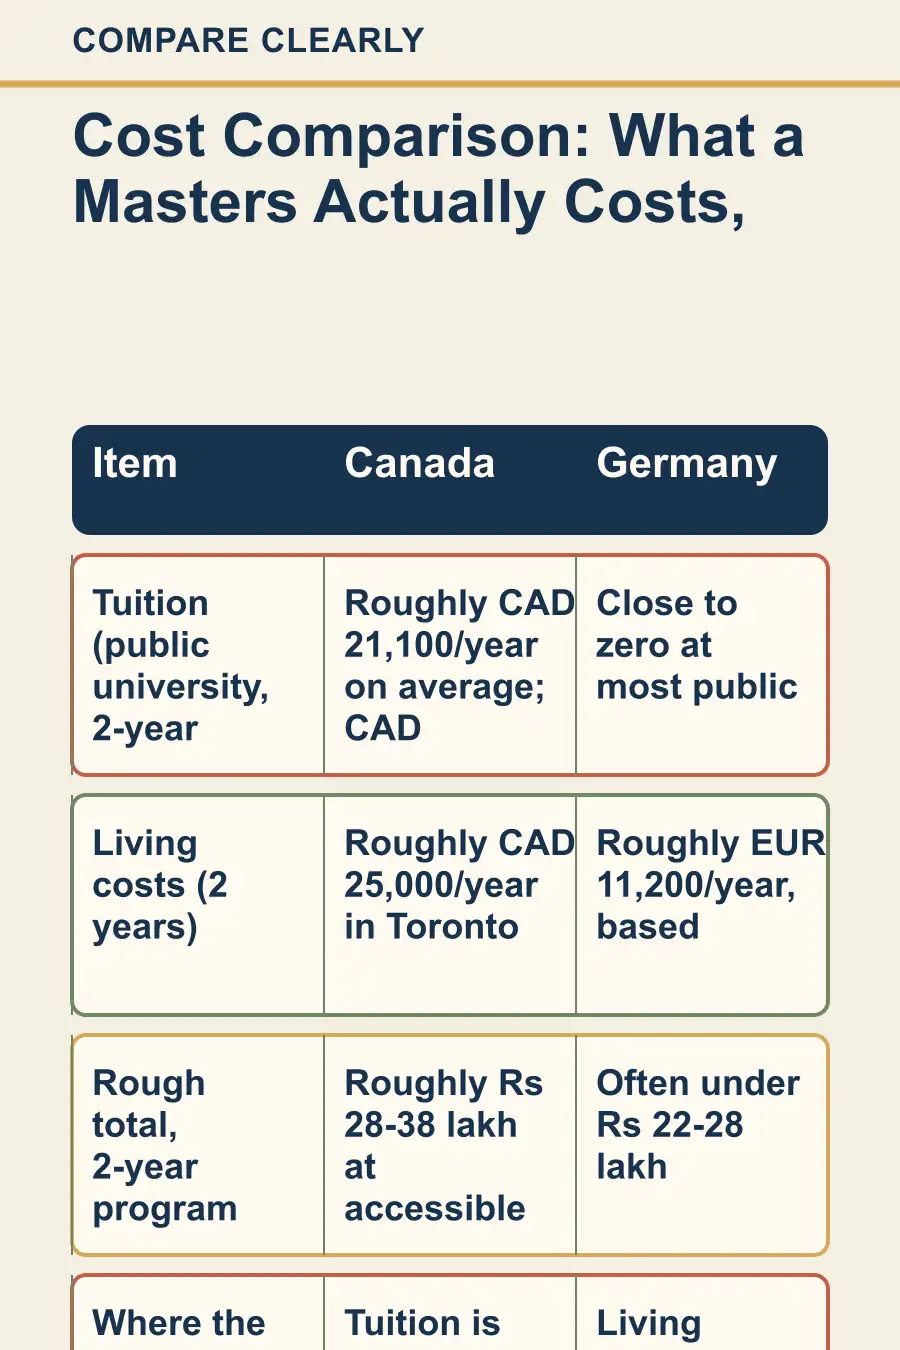 COMPARE CLEARLY
Cost Comparison: What a
Masters Actually Costs,
Item
Canada
Germany
Tuition
(public
university,
2-year
Roughly CAD
21,100/year
on average;
CAD
Close to
zero at
most public
Living
costs (2
years)
Roughly CAD
25,000/year
in Toronto
Roughly EUR
11,200/year,
based
Rough
total,
2-year
program
Roughly Rs
28-38 lakh
at
accessible
Often under
Rs 22-28
lakh
Where the
Tuition is
Living